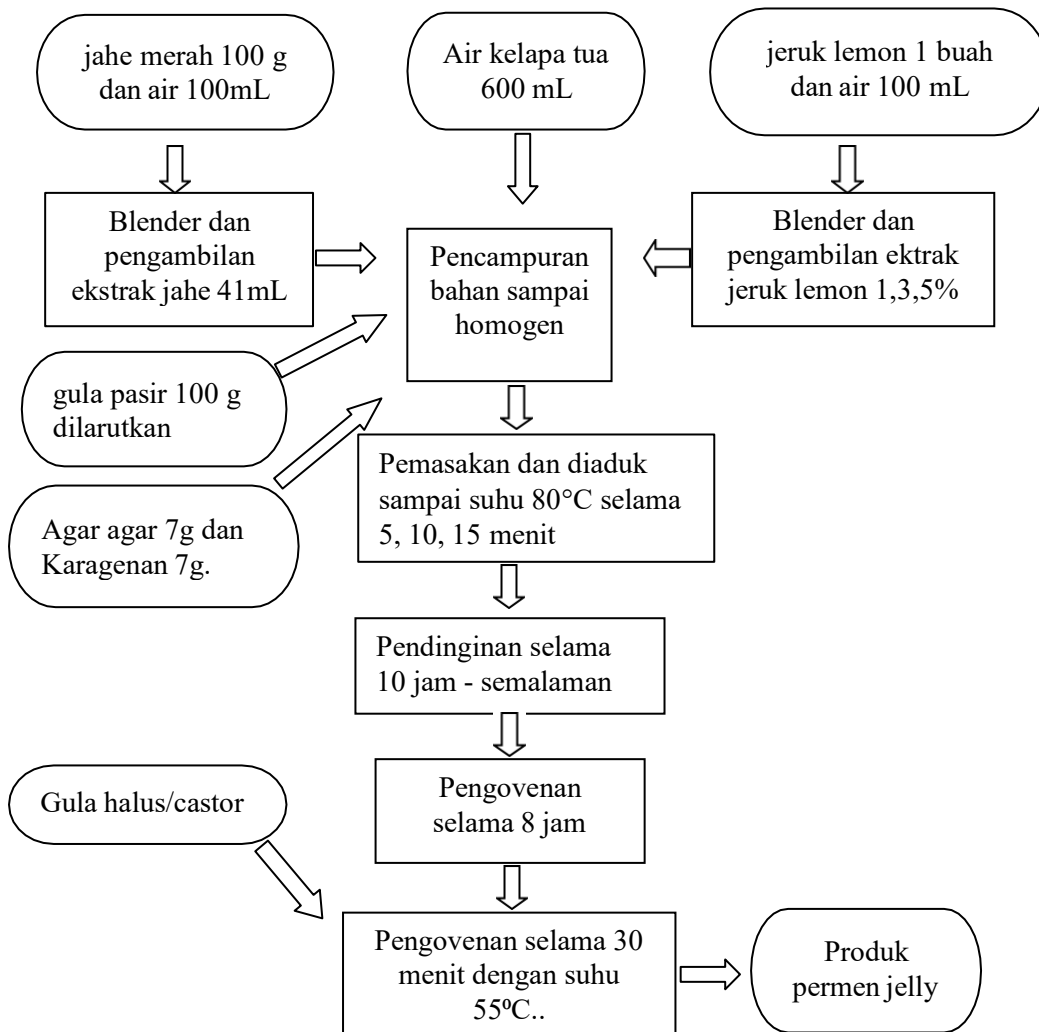 jahe merah 100 g
dan air 100mL
Air kelapa tua
600 mL
jeruk lemon 1 buah
dan air 100 mL
Blender dan
pengambilan
ekstrak jahe 41mL
Pencampuran
bahan sampai
homogen
Blender dan
pengambilan ektrak
jeruk lemon 1,3,5%
gula pasir 100 g
dilarutkan
Agar agar 7g dan
Karagenan 7g.
Pemasakan dan diaduk
sampai suhu 80°C selama
5, 10, 15 menit
Pendinginan selama
10 jam - semalaman
Pengovenan
selama 8 jam
Gula halus/castor
Pengovenan selama 30
menit dengan suhu
55⁰C..
Produk
permen jelly